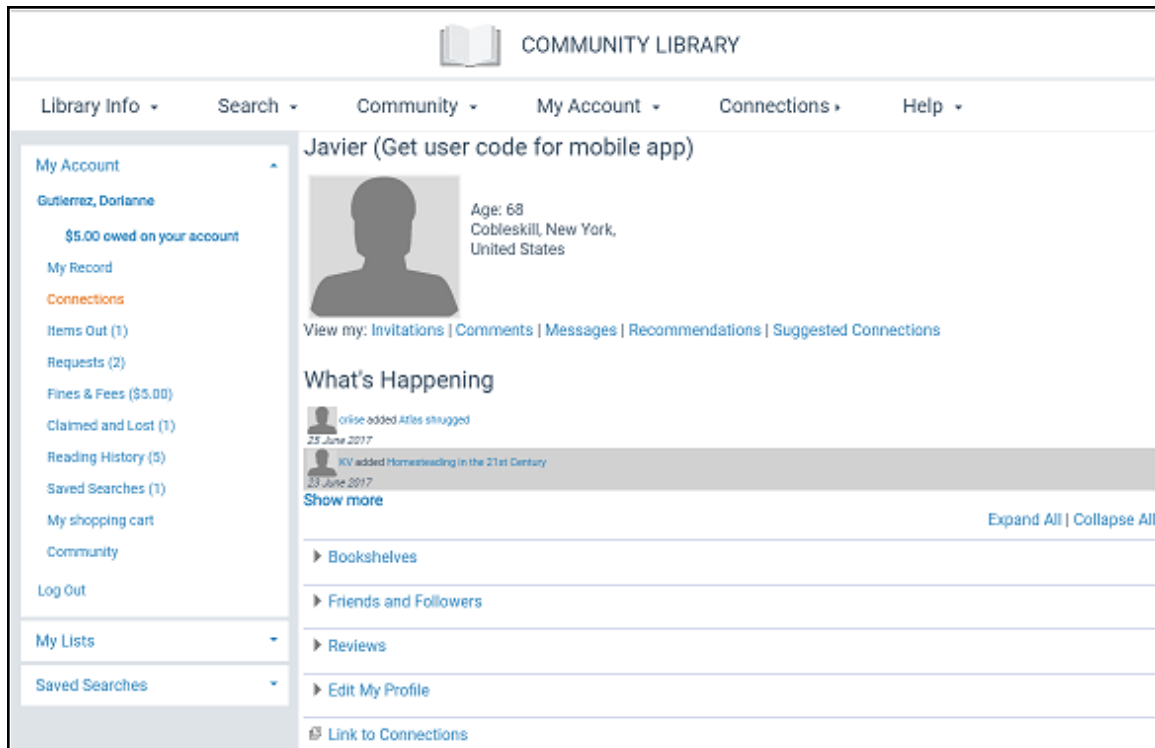 COMMUNITY LIBRARY
Library Info Search Community My Account Connections Help
My Account
Gutierrez, Dorianne
$5.00 owed on your account
My Record
Connections
Items Out (1)
Requests (2)
Fines & Fees ($5.00)
Claimed and Lost (1)
Reading History (5)
Saved Searches (1)
My shopping cart
Community
Log Out
My Lists
Saved Searches
Javier (Get user code for mobile app)
Age: 68
Cobleskill, New York,
United States
View my: Invitations | Comments | Messages | Recommendations | Suggested Connections
What's Happening
criise added Atlas shrugged
25 June 2017
KV added Homesteading in the 21st Century
23 June 2017
Show more
Expand All | Collapse All
Bookshelves
Friends and Followers
Reviews
Edit My Profile
Link to Connections